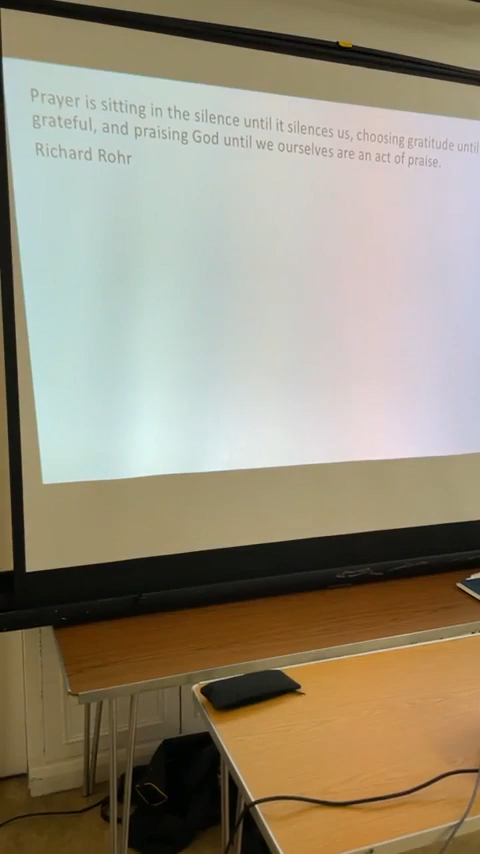 Prayer is sitting in the silence until it silences us, choosing gratitude until
grateful, and praising God until we ourselves are an act of praise.
Richard Rohr